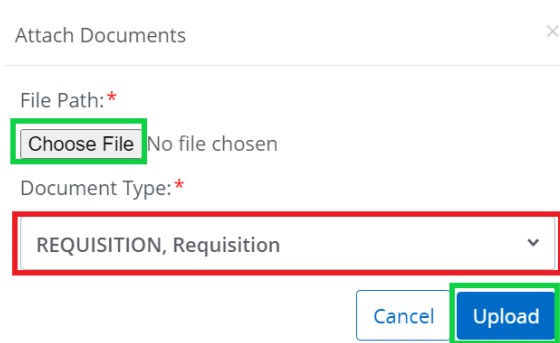 Attach Documents ×
File Path:*
Choose File No file chosen
Document Type:*
REQUISITION, Requisition
Cancel Upload